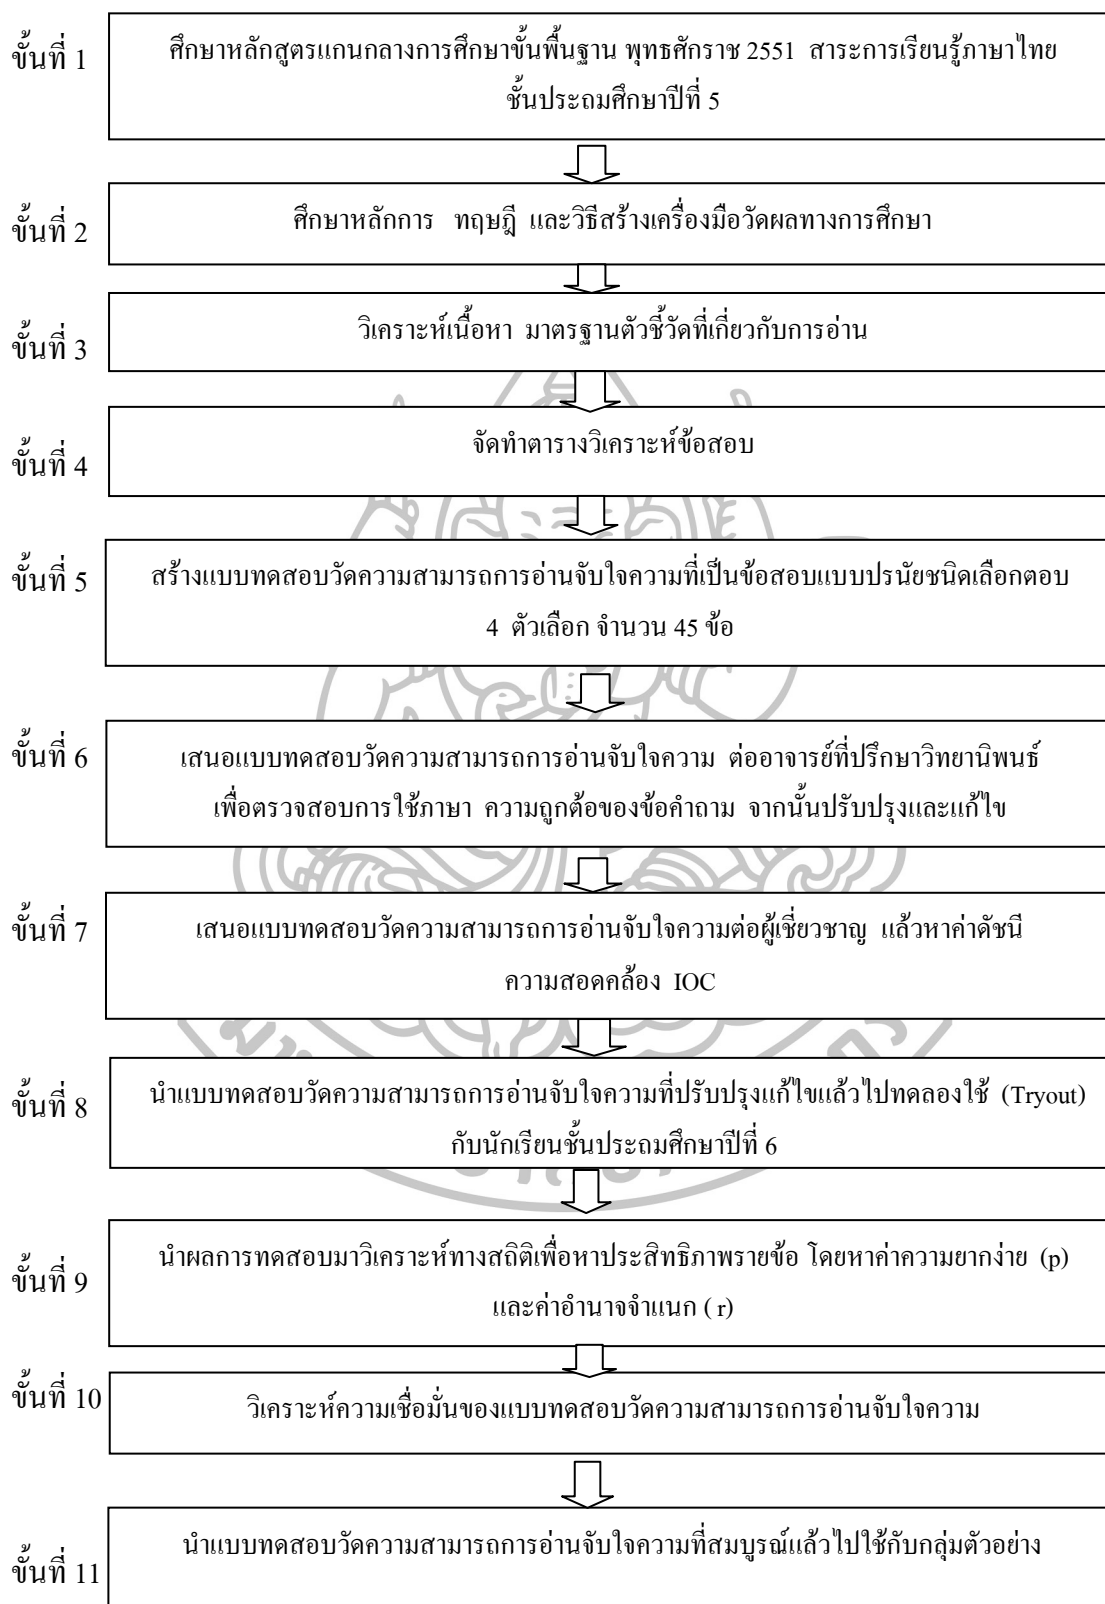 ขั้นที่ 1
ศึกษาหลักสูตรแกนกลางการศึกษาขั้นพื้นฐาน พุทธศักราช 2551 สาระการเรียนรู้ภาษาไทย
ชั้นประถมศึกษาปีที่ 5
ขั้นที่ 2
ศึกษาหลักการ ทฤษฎี และวิธีสร้างเครื่องมือวัดผลทางการศึกษา
ขั้นที่ 3
วิเคราะห์เนื้อหา มาตรฐานตัวชี้วัดที่เกี่ยวกับการอ่าน
ขั้นที่ 4
จัดทำตารางวิเคราะห์ข้อสอบ
ขั้นที่ 5
สร้างแบบทดสอบวัดความสามารถการอ่านจับใจความที่เป็นข้อสอบแบบปรนัยชนิดเลือกตอบ
4 ตัวเลือก จำนวน 45 ข้อ
ขั้นที่ 6
เสนอแบบทดสอบวัดความสามารถการอ่านจับใจความ ต่ออาจารย์ที่ปรึกษาวิทยานิพนธ์
เพื่อตรวจสอบการใช้ภาษา ความถูกต้อของข้อคำถาม จากนั้นปรับปรุงและแก้ไข
ขั้นที่ 7
เสนอแบบทดสอบวัดความสามารถการอ่านจับใจความต่อผู้เชี่ยวชาญ แล้วหาค่าดัชนี
ความสอดคล้อง IOC
ขั้นที่ 8
นำแบบทดสอบวัดความสามารถการอ่านจับใจความที่ปรับปรุงแก้ไขแล้วไปทดลองใช้ (Tryout)
กับนักเรียนชั้นประถมศึกษาปีที่ 6
ขั้นที่ 9
นำผลการทดสอบมาวิเคราะห์ทางสถิติเพื่อหาประสิทธิภาพรายข้อ โดยหาค่าความยากง่าย (p)
และค่าอำนาจจำแนก ( r)
ขั้นที่ 10
วิเคราะห์ความเชื่อมั่นของแบบทดสอบวัดความสามารถการอ่านจับใจความ
ขั้นที่ 11
นำแบบทดสอบวัดความสามารถการอ่านจับใจความที่สมบูรณ์แล้วไปใช้กับกลุ่มตัวอย่าง